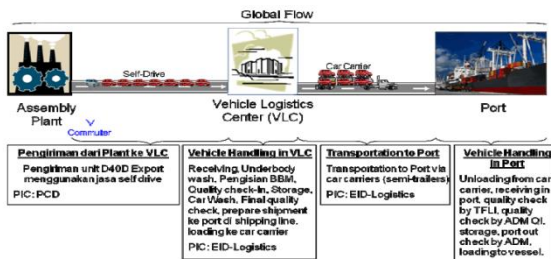 Global Flow
Self-Drive
Car Carrier
Assembly
Plant
Vehicle Logistics
Center (VLC)
Port
Commuter
Pengiriman dari Plant ke VLC
Pengiriman unit D40D Export
menggunakan jasa self drive
PIC: PCD
Vehicle Handling in VLC
Receiving, Underbody
wash, Pengisian BBM,
Quality check-In, Storage,
Car Wash, Final quality
check, prepare shipment
ke port di shipping line,
loading ke car carrier
PIC: EID-Logistics
Transportation to Port
Transportation to Port via
car carriers (semi-trailers)
PIC: EID-Logistics
Vehicle Handling
in Port
Unloading from car
carrier, receiving in
port, quality check
by TFLI, quality
check by ADM QI,
storage, port out
check by ADM,
loading to vessel.